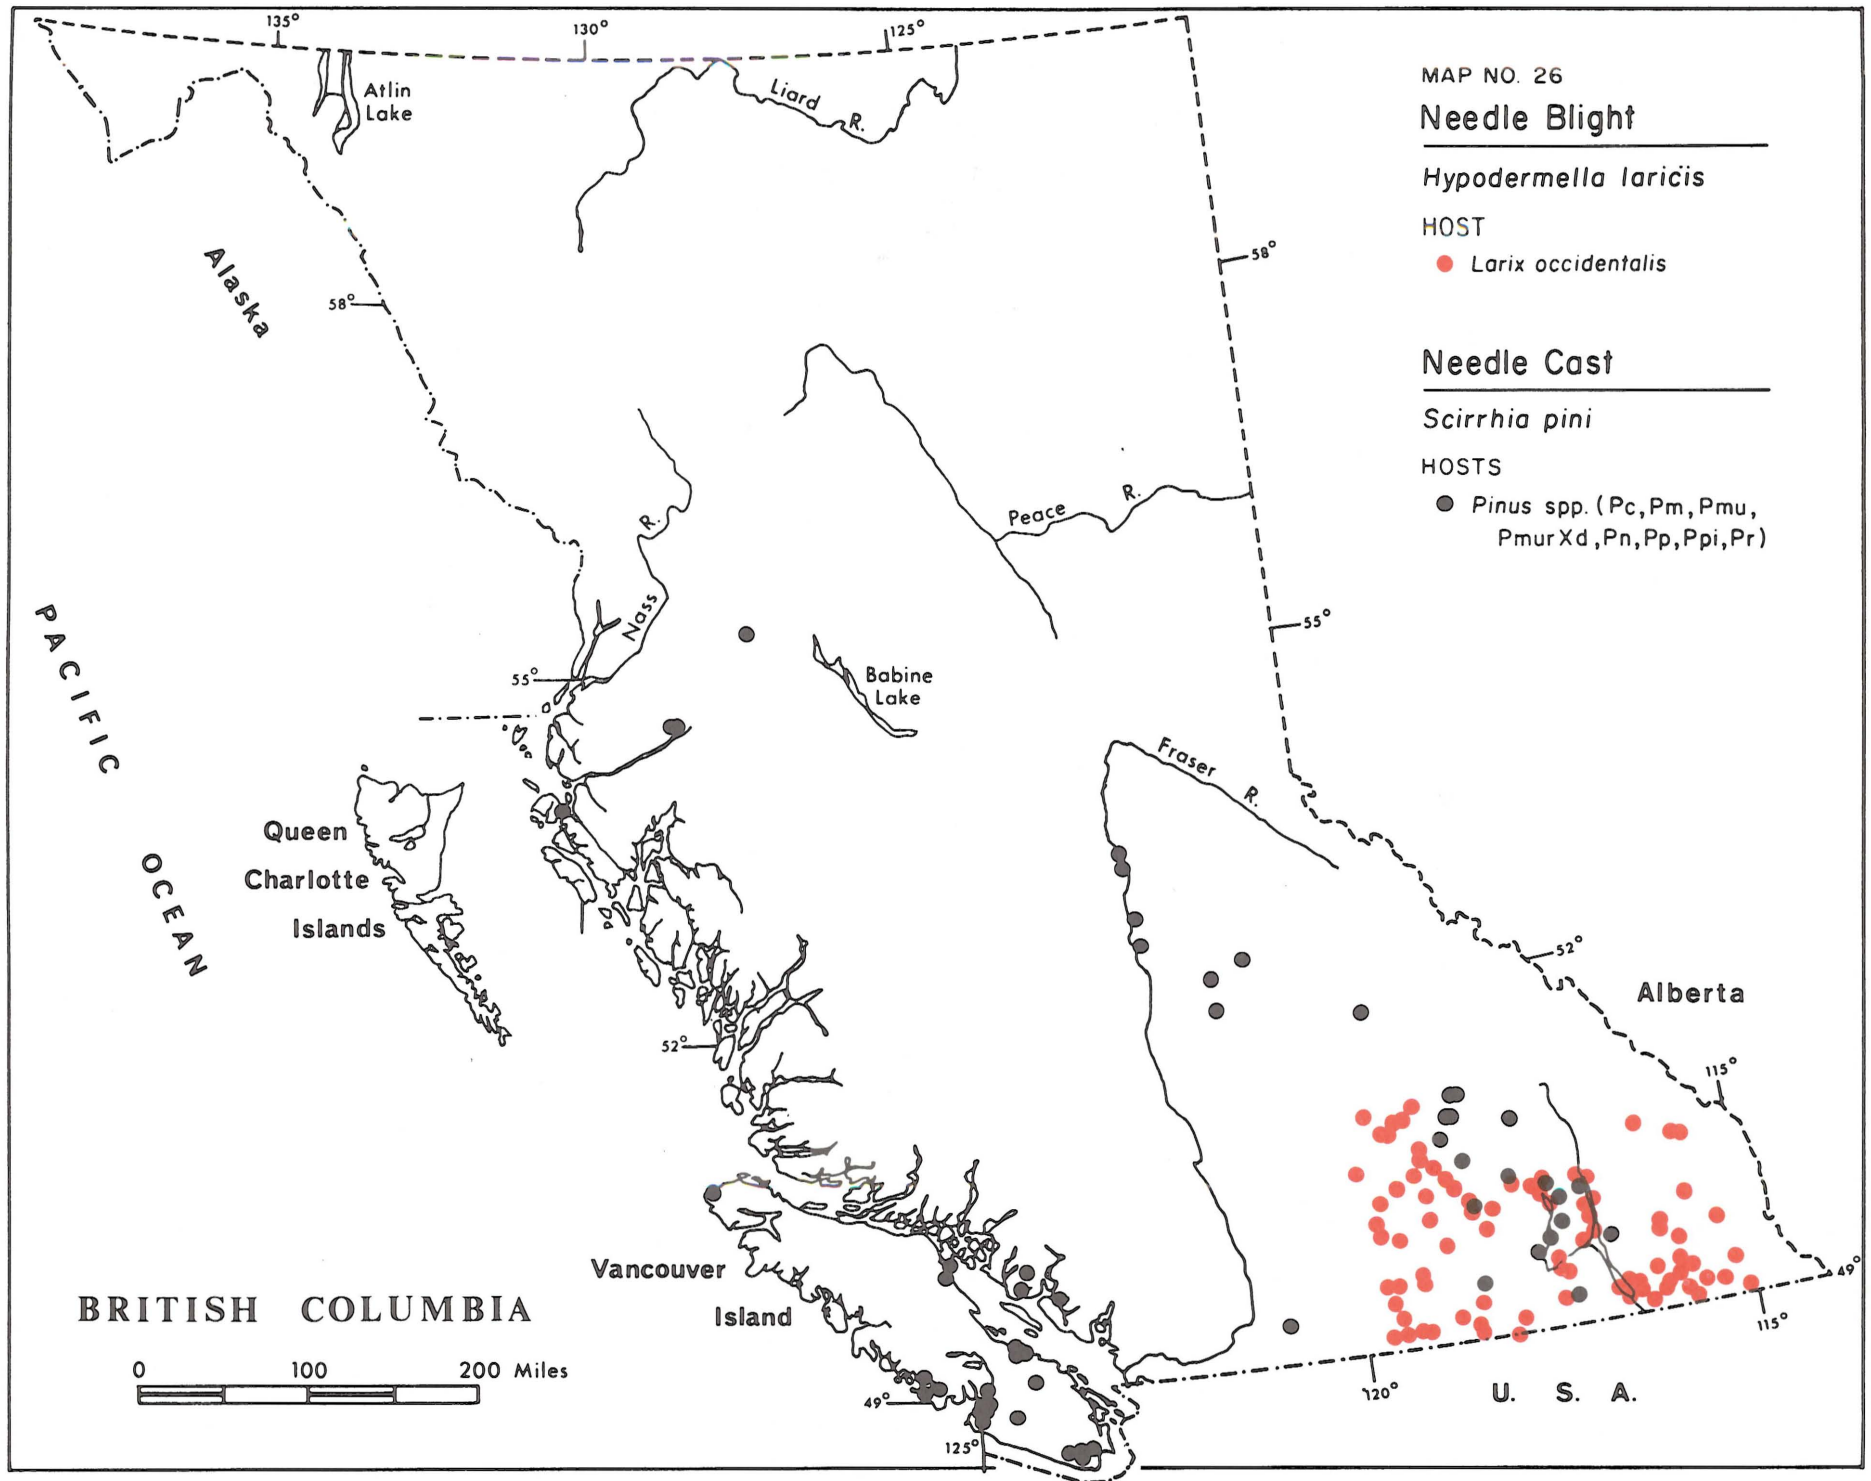 135°
130°
125°
Atlin
Lake
Liard
R.
MAP NO. 26
Needle Blight
Hypodermella laricis
HOST
Larix occidentalis
Needle Cast
Scirrhia pini
HOSTS
Pinus spp. (Pc, Pm, Pmu,
PmurXd, Pn, Pp, Ppi, Pr)
Alaska
58°
58°
Peace
R.
Nass
R.
55°
55°
Babine
Lake
Fraser
R.
PACIFIC
OCEAN
Queen
Charlotte
Islands
52°
52°
Alberta
115°
Vancouver
Island
49°
BRITISH COLUMBIA
0 100 200 Miles
49°
125°
120°
115°
U. S. A.